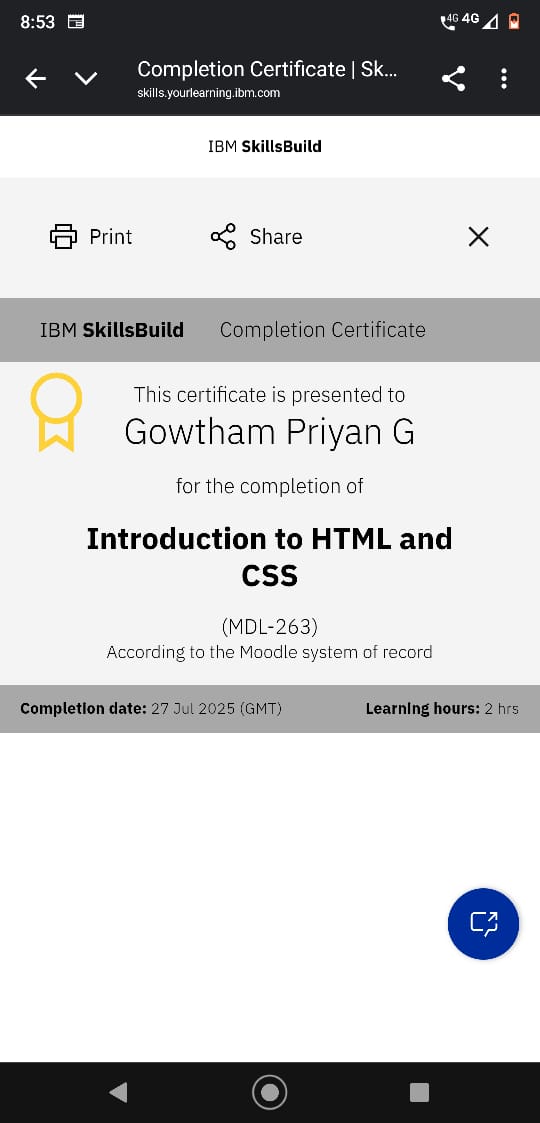 8:53
4G 4G
Completion Certificate | Sk...
skills.yourlearning.ibm.com
IBM SkillsBuild
Print Share
IBM SkillsBuild Completion Certificate
This certificate is presented to
Gowtham Priyan G
for the completion of
Introduction to HTML and
CSS
(MDL-263)
According to the Moodle system of record
Completion date: 27 Jul 2025 (GMT) Learning hours: 2 hrs